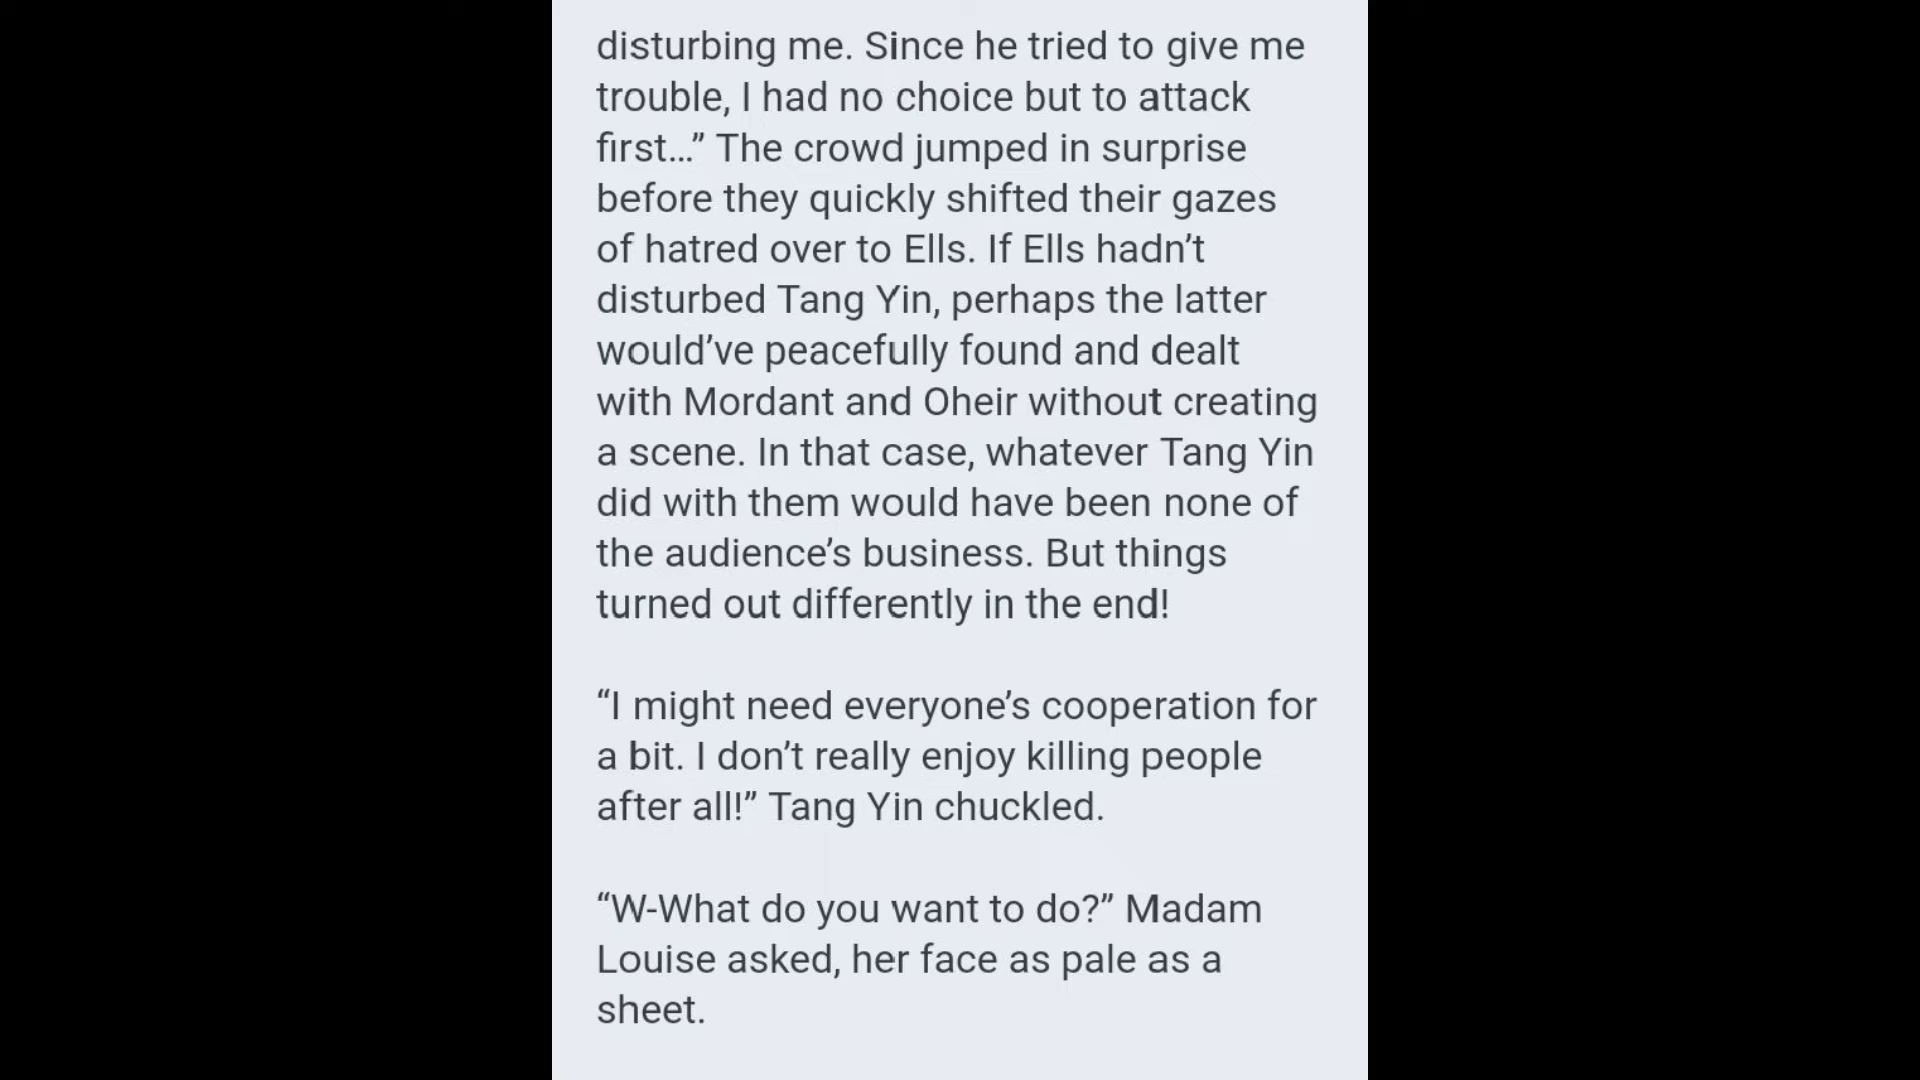 disturbing me. Since he tried to give me
trouble, I had no choice but to attack
first…” The crowd jumped in surprise
before they quickly shifted their gazes
of hatred over to Ells. If Ells hadn’t
disturbed Tang Yin, perhaps the latter
would’ve peacefully found and dealt
with Mordant and Oheir without creating
a scene. In that case, whatever Tang Yin
did with them would have been none of
the audience’s business. But things
turned out differently in the end!
“I might need everyone’s cooperation for
a bit. I don’t really enjoy killing people
after all!” Tang Yin chuckled.
“W-What do you want to do?” Madam
Louise asked, her face as pale as a
sheet.